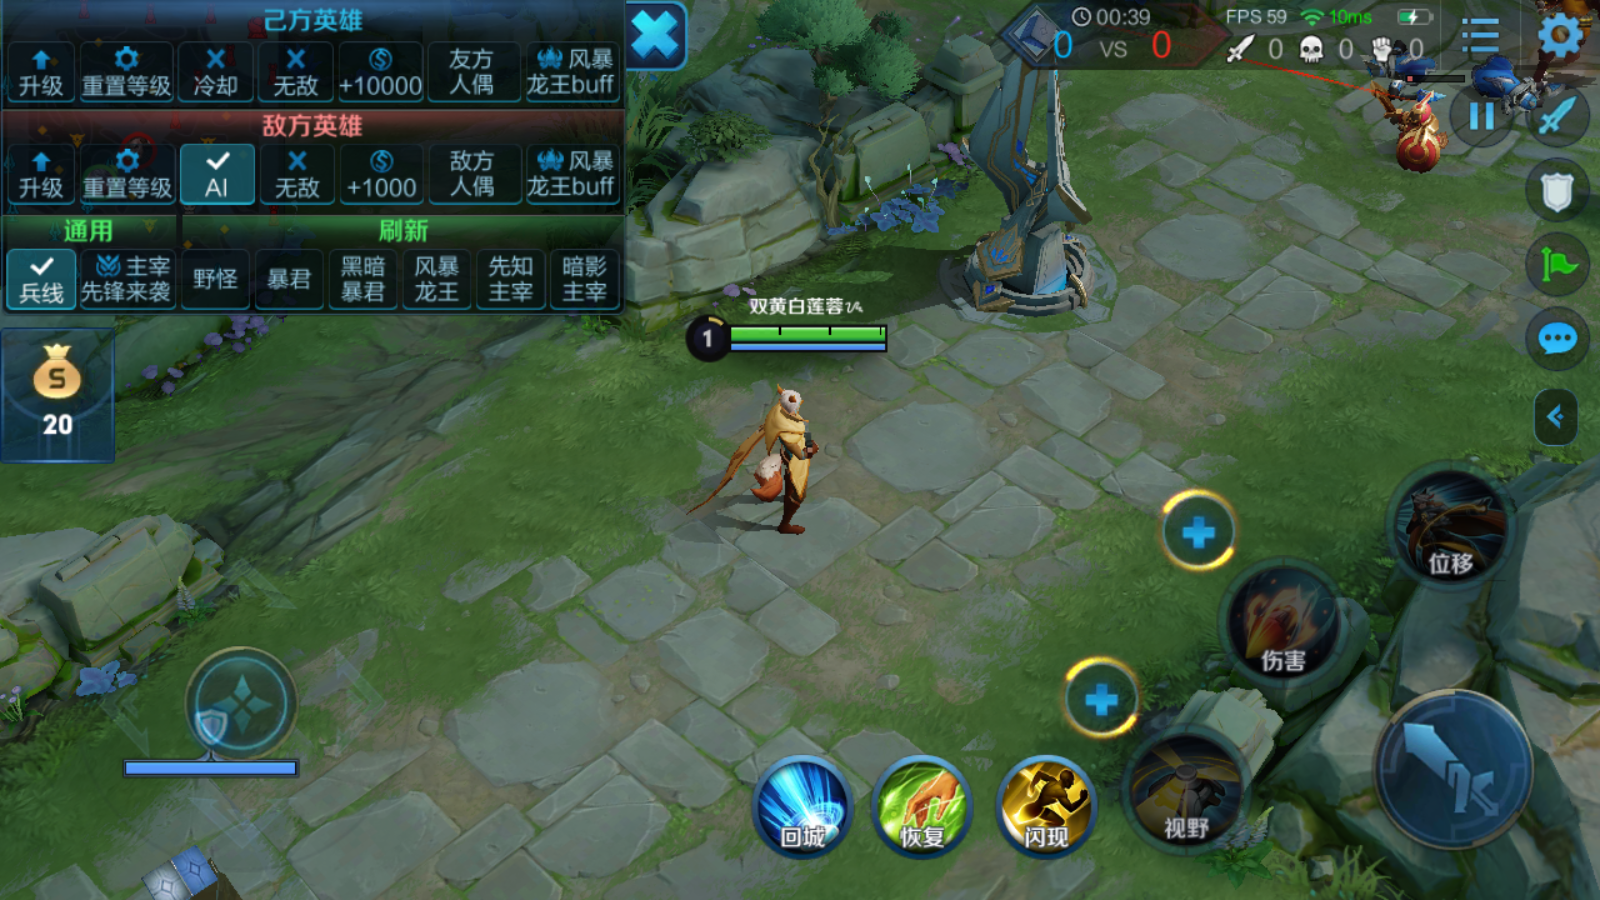 己方英雄
升级 重置等级 冷却 无敌 +10000 友方人偶 风暴龙王buff
敌方英雄
升级 重置等级 AI 无敌 +1000 敌方人偶 风暴龙王buff
通用 刷新
兵线 主宰先锋来袭 野怪 暴君 黑暗暴君 风暴龙王 先知主宰 暗影主宰
S
20
00:39
0 VS 0
FPS 59 10ms
0 0 0
双黄白莲蓉
1
位移
伤害
视野
回城 恢复 闪现